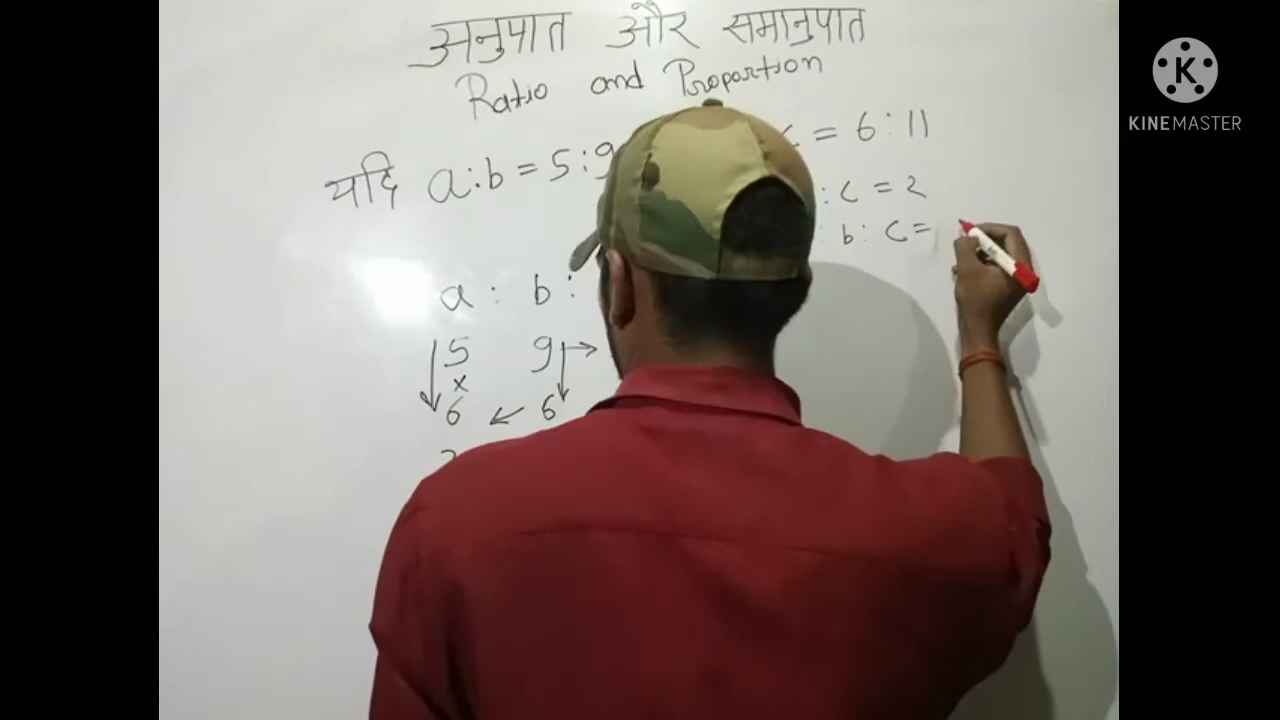 अनुपात और समानुपात
Ratio and Proportion
यदि a:b = 5:9 = 6:11
: c = 2
b: c =
a : b :
5 9
x
6 6
KINEMASTER